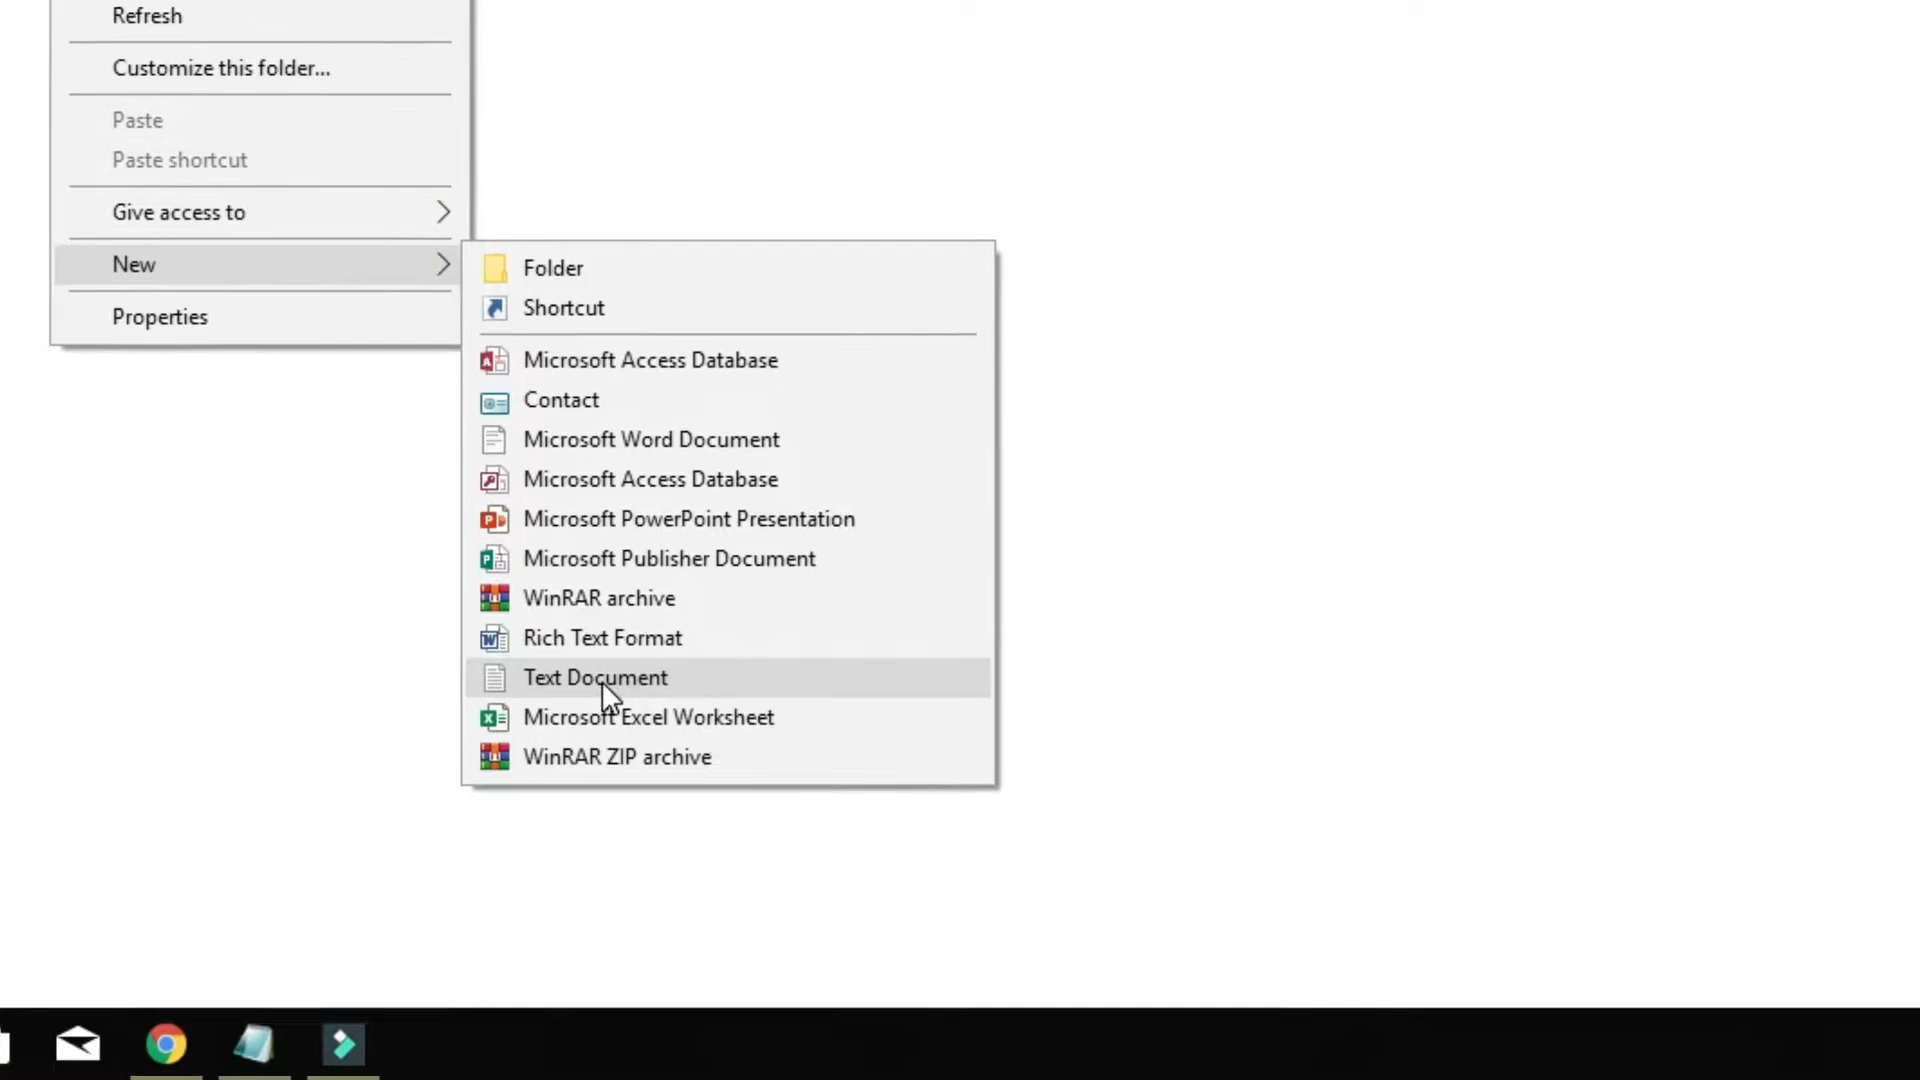 Refresh
Customize this folder...
Paste
Paste shortcut
Give access to
New
Properties
Folder
Shortcut
Microsoft Access Database
Contact
Microsoft Word Document
Microsoft Access Database
Microsoft PowerPoint Presentation
Microsoft Publisher Document
WinRAR archive
Rich Text Format
Text Document
Microsoft Excel Worksheet
WinRAR ZIP archive